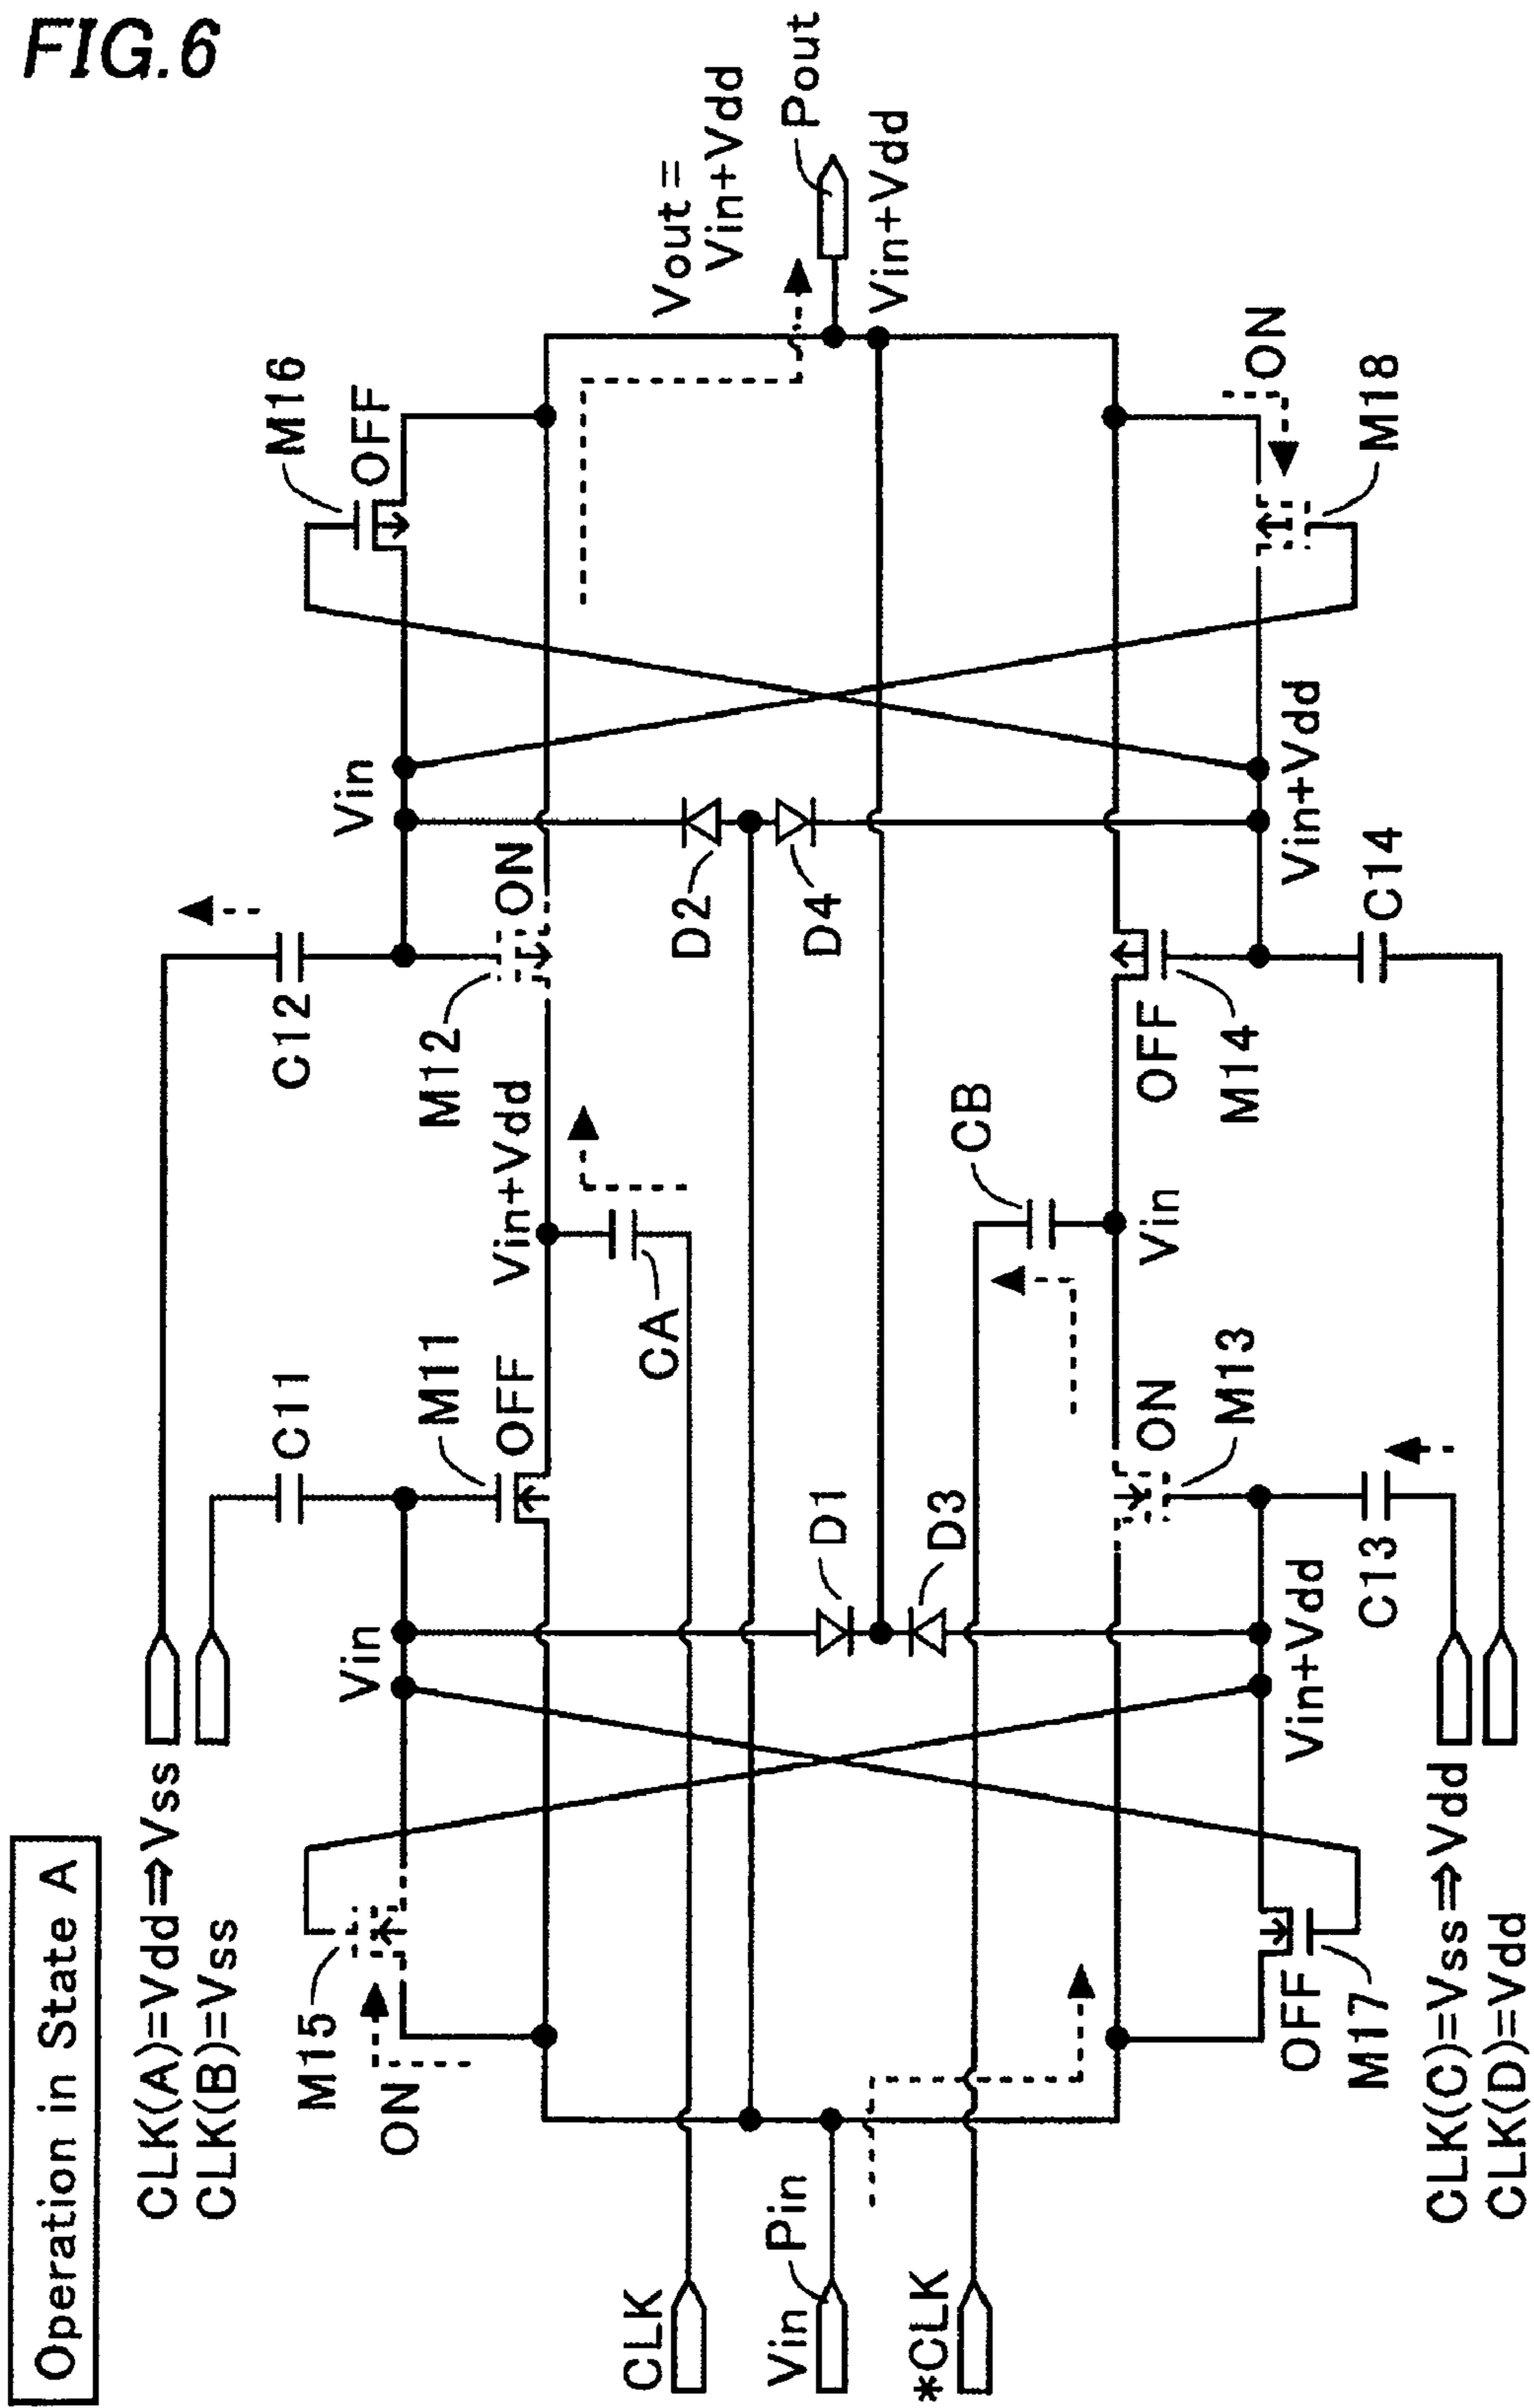 FIG.6
Operation in State A
CLK(A)=Vdd⇒Vss
CLK(B)=Vss
C11
C12
M15
ON
Vin
M11
OFF
Vin+Vdd
M12
ON
Vin
M16
OFF
CLK
CA
D2
Vout=
Vin+Vdd
Vin
Pin
D1
D4
Pout
*CLK
D3
CB
Vin+Vdd
ON
M13
Vin
OFF
M14
ON
OFF
M17
Vin+Vdd
C13
Vin+Vdd
C14
M18
CLK(C)=Vss⇒Vdd
CLK(D)=Vdd